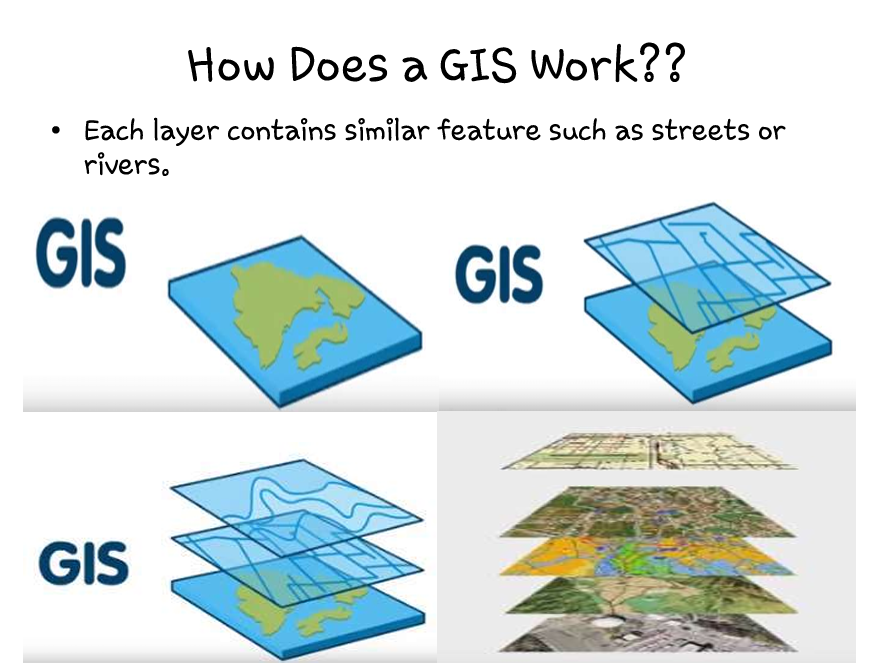 How Does a GIS Work??
• Each layer contains similar feature such as streets or
rivers.
GIS
GIS
GIS